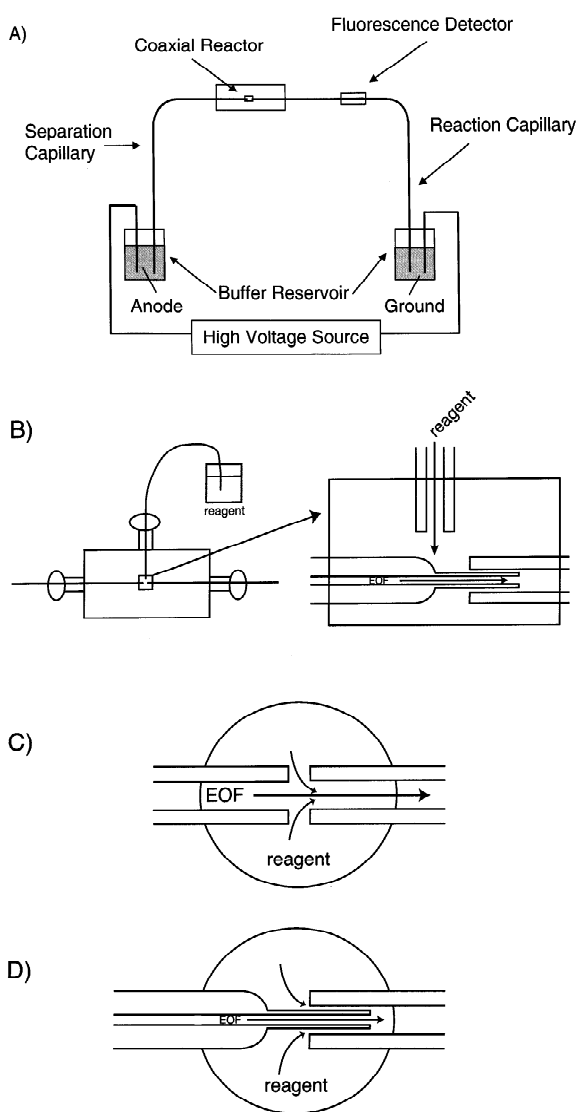 A)
Coaxial Reactor
Fluorescence Detector
Separation
Capillary
Reaction Capillary
Buffer Reservoir
Anode
Ground
High Voltage Source
B)
reagent
reagent
EOF
C)
EOF
reagent
D)
EOF
reagent